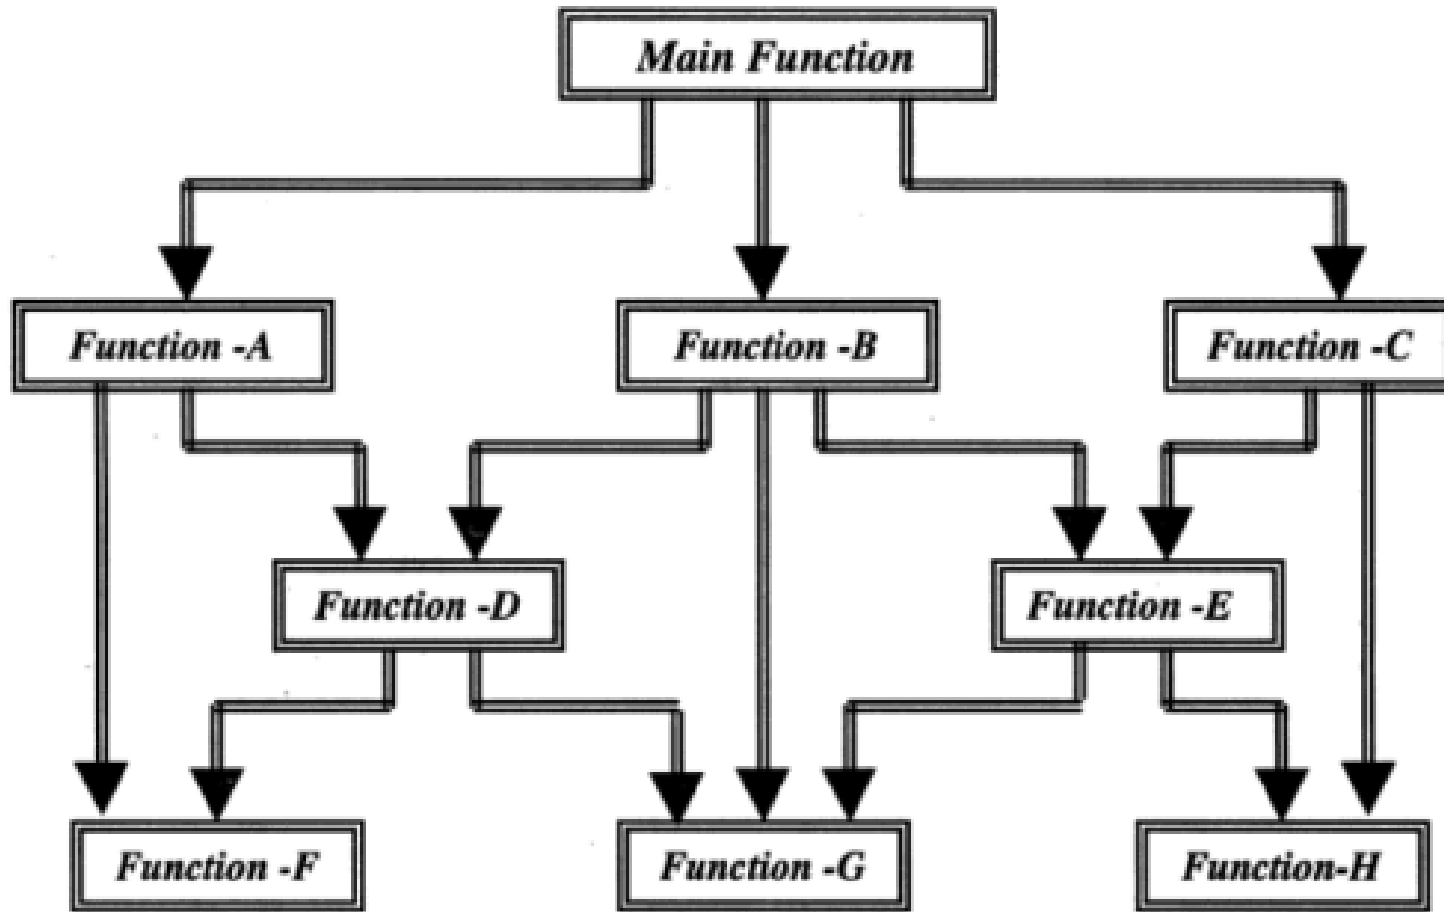 Main Function
Function -A
Function -B
Function -C
Function -D
Function -E
Function -F
Function -G
Function-H